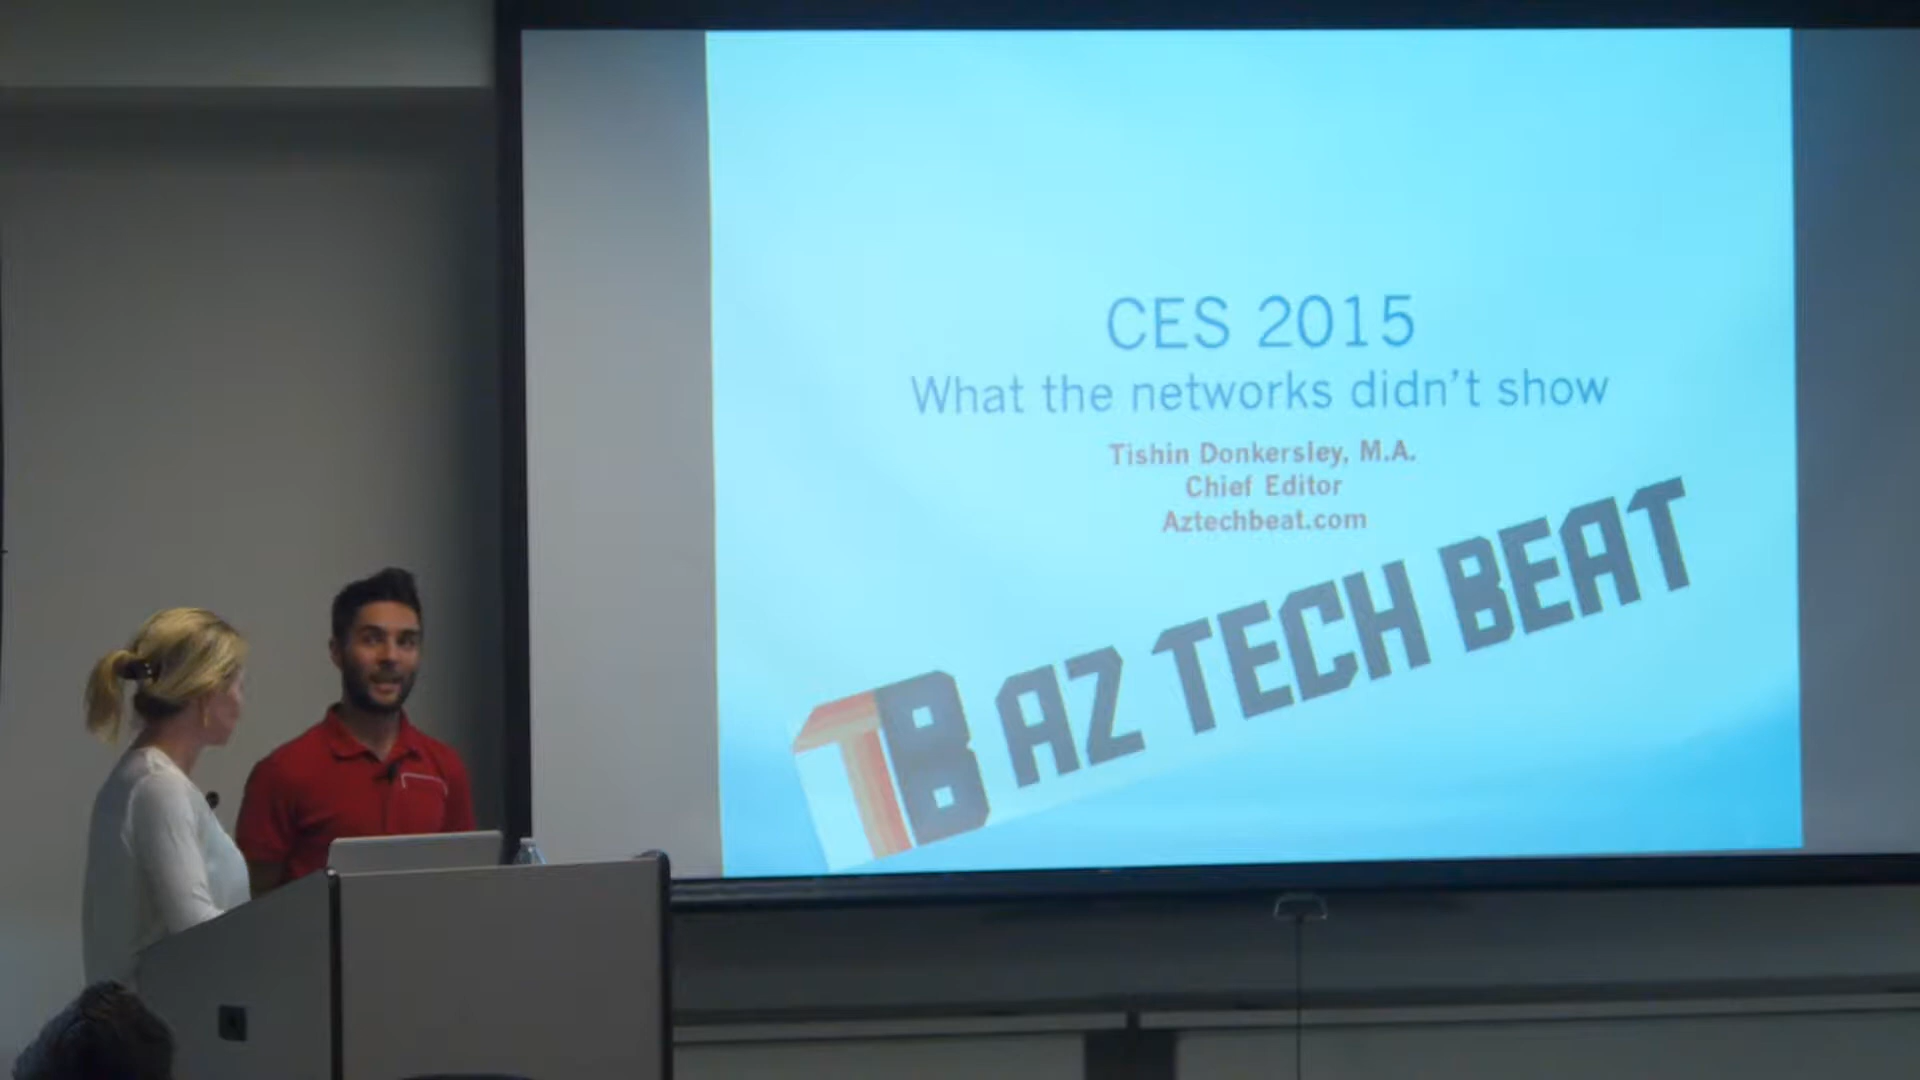 CES 2015
What the networks didn't show
Tishin Donkersley, M.A.
Chief Editor
Aztechbeat.com
TB AZ TECH BEAT